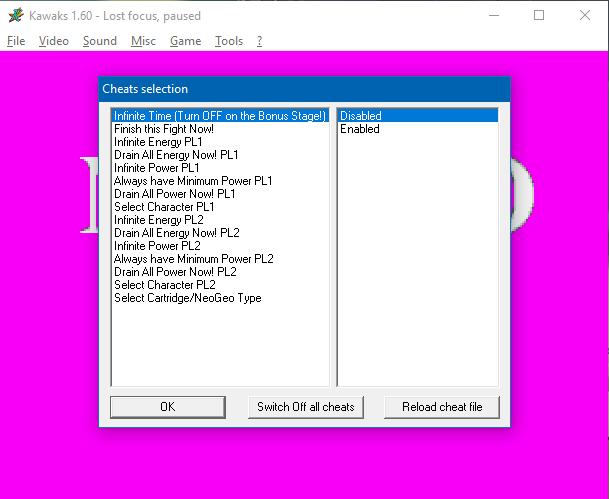 Kawaks 1.60 - Lost focus, paused
File Video Sound Misc Game Tools ?
Cheats selection
Infinite Time (Turn OFF on the Bonus Stage!)
Finish this Fight Now!
Infinite Energy PL1
Drain All Energy Now! PL1
Infinite Power PL1
Always have Minimum Power PL1
Drain All Power Now! PL1
Select Character PL1
Infinite Energy PL2
Drain All Energy Now! PL2
Infinite Power PL2
Always have Minimum Power PL2
Drain All Power Now! PL2
Select Character PL2
Select Cartridge/NeoGeo Type
Disabled
Enabled
OK Switch Off all cheats Reload cheat file